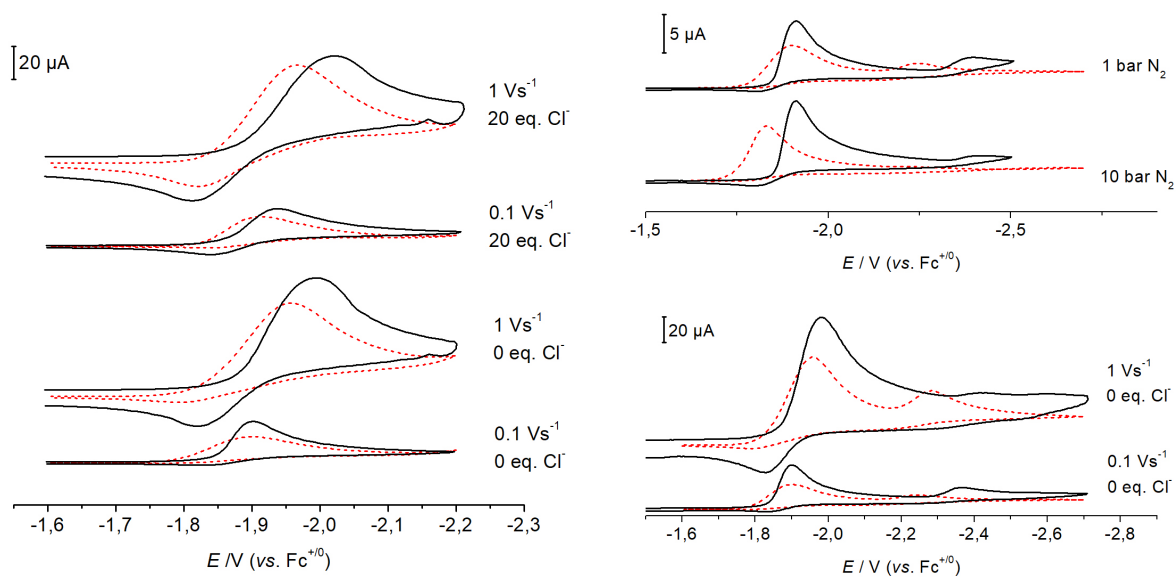 20 µA
1 Vs⁻¹
20 eq. Cl⁻
0.1 Vs⁻¹
20 eq. Cl⁻
1 Vs⁻¹
0 eq. Cl⁻
0.1 Vs⁻¹
0 eq. Cl⁻
-1,6 -1,7 -1,8 -1,9 -2,0 -2,1 -2,2 -2,3
E /V (vs. Fc⁺/⁰)
5 µA
1 bar N₂
10 bar N₂
-1,5 -2,0 -2,5
E / V (vs. Fc⁺/⁰)
20 µA
1 Vs⁻¹
0 eq. Cl⁻
0.1 Vs⁻¹
0 eq. Cl⁻
-1,6 -1,8 -2,0 -2,2 -2,4 -2,6 -2,8
E / V (vs. Fc⁺/⁰)